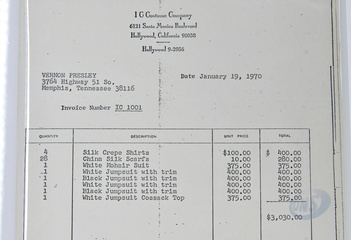 I C Costume Company
6121 Santa Monica Boulevard
Hollywood, California 90038
Hollywood 9-2056
VERNON PRESLEY
3764 Highway 51 So.
Memphis, Tennessee 38116
Date January 19, 1970
Invoice Number IC 1001
QUANTITY DESCRIPTION UNIT PRICE TOTAL
4 Silk Crepe Shirts $100.00 $ 400.00
28 China Silk Scarfs 10.00 280.00
1 White Mohair Suit 375.00 375.00
1 White Jumpsuit with trim 400.00 400.00
1 Black Jumpsuit with trim 400.00 400.00
1 White Jumpsuit with trim 400.00 400.00
1 Black Jumpsuit with trim 400.00 400.00
1 White Jumpsuit Cossack Top 375.00 375.00
$3,030.00